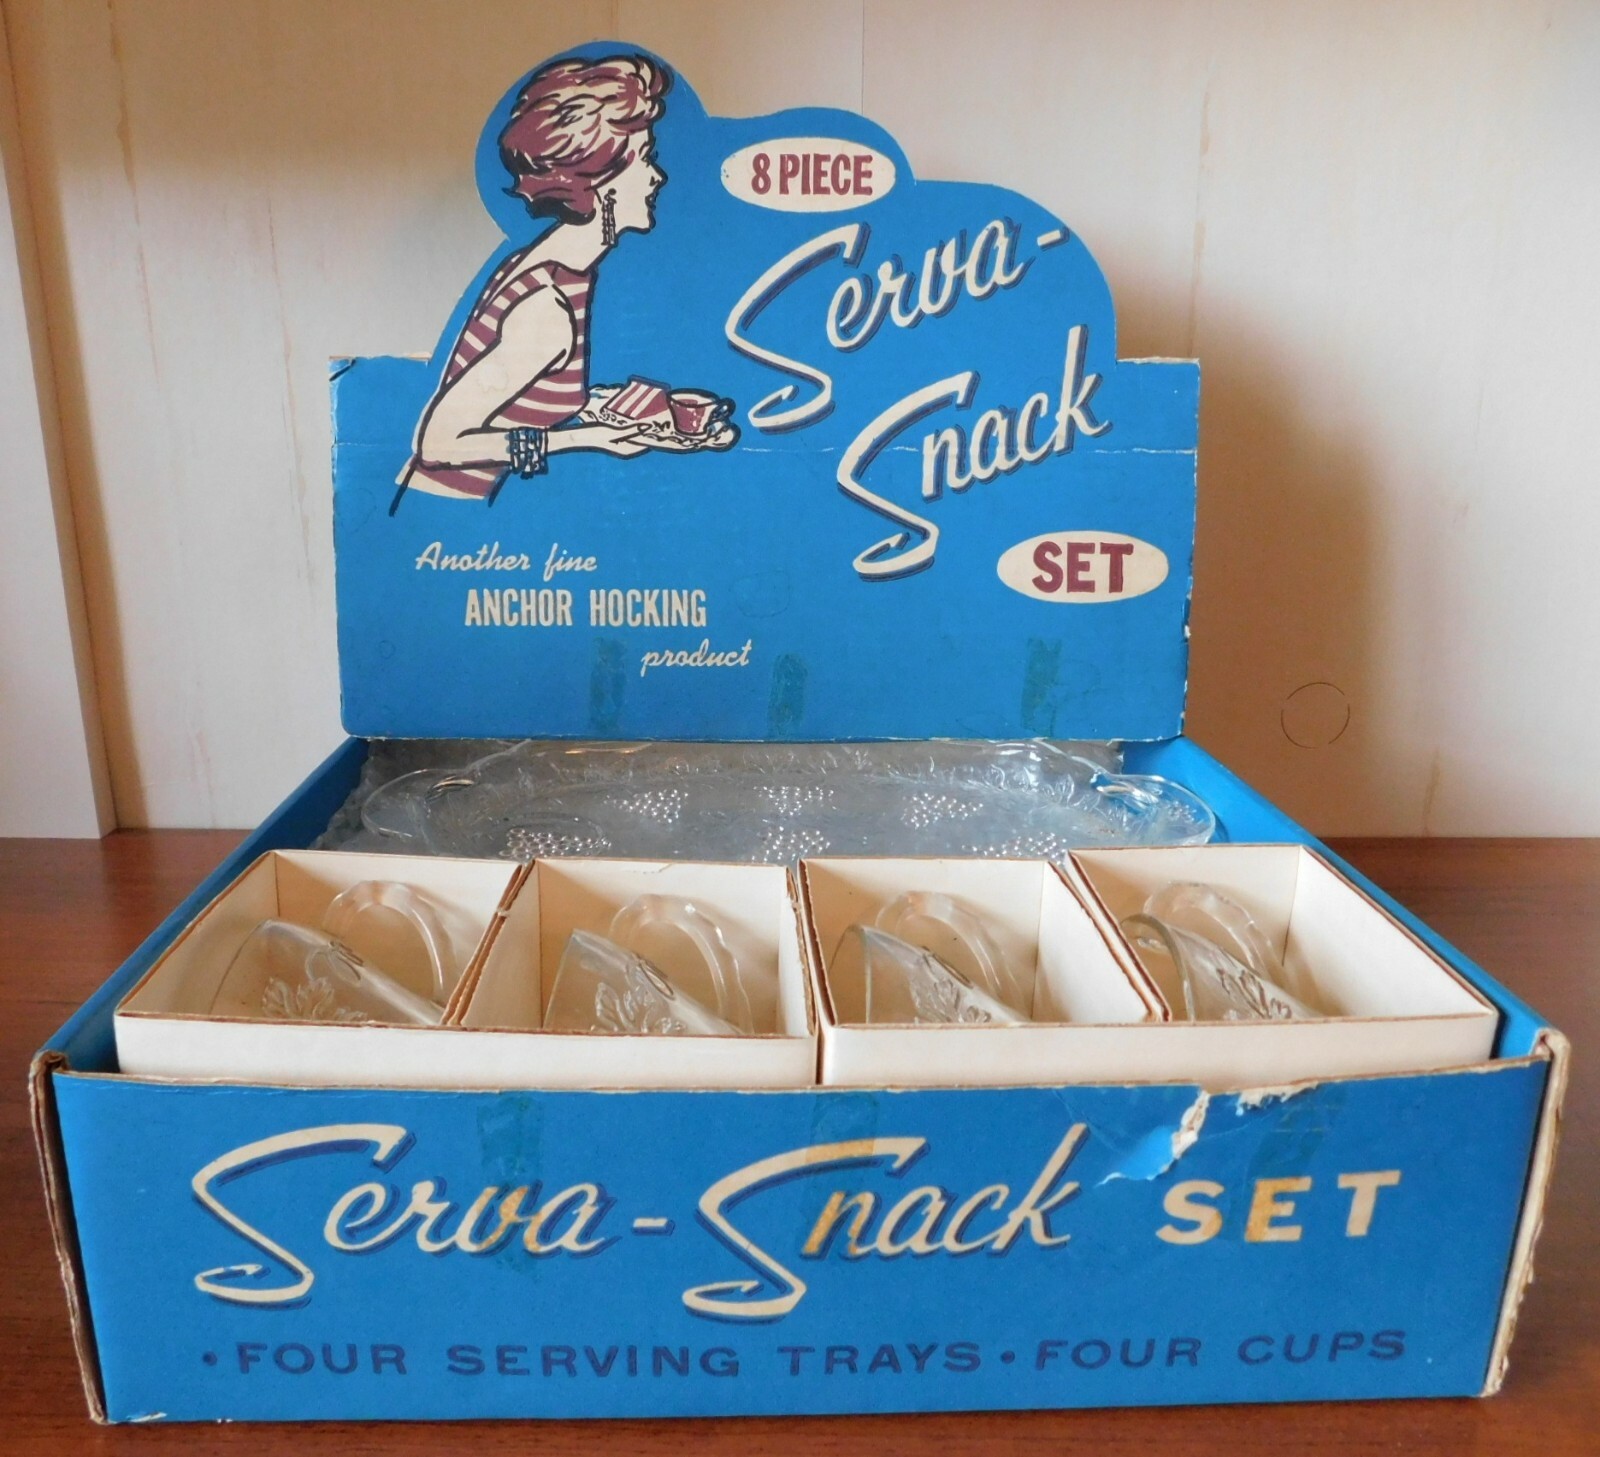 8 PIECE
Serva-
Snack
SET
Another fine
ANCHOR HOCKING
product
Serva-Snack SET
• FOUR SERVING TRAYS • FOUR CUPS